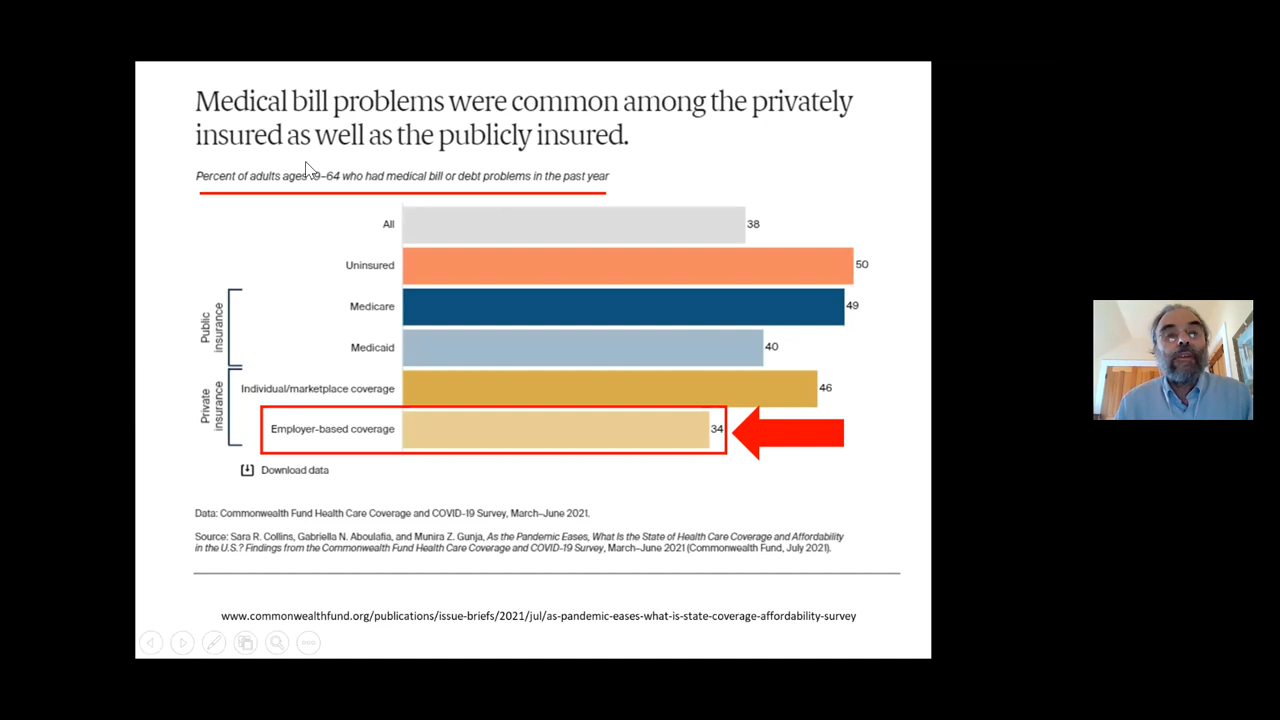 Medical bill problems were common among the privately
insured as well as the publicly insured.
Percent of adults ages 19–64 who had medical bill or debt problems in the past year
All 38
Uninsured 50
Public
insurance
Medicare 49
Medicaid 40
Private
insurance
Individual/marketplace coverage 46
Employer-based coverage 34
Download data
Data: Commonwealth Fund Health Care Coverage and COVID-19 Survey, March–June 2021.
Source: Sara R. Collins, Gabriella N. Aboulafia, and Munira Z. Gunja, As the Pandemic Eases, What Is the State of Health Care Coverage and Affordability
in the U.S.? Findings from the Commonwealth Fund Health Care Coverage and COVID-19 Survey, March–June 2021 (Commonwealth Fund, July 2021).
www.commonwealthfund.org/publications/issue-briefs/2021/jul/as-pandemic-eases-what-is-state-coverage-affordability-survey